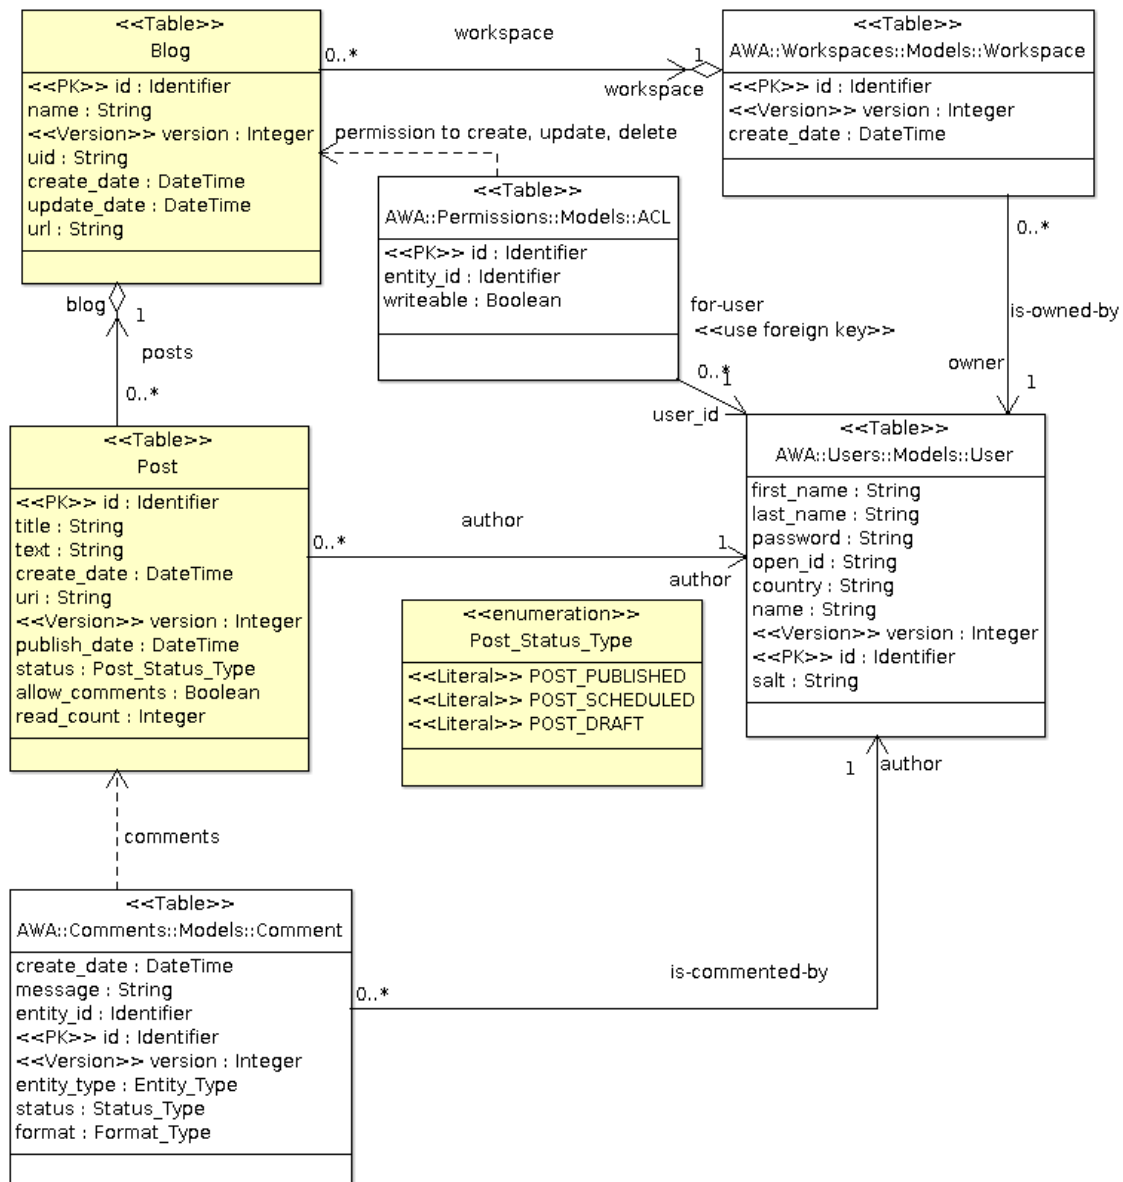 <<Table>>
Blog
<<PK>> id : Identifier
name : String
<<Version>> version : Integer
uid : String
create_date : DateTime
update_date : DateTime
url : String
workspace
0..*
1
workspace
<<Table>>
AWA::Workspaces::Models::Workspace
<<PK>> id : Identifier
<<Version>> version : Integer
create_date : DateTime
permission to create, update, delete
<<Table>>
AWA::Permissions::Models::ACL
<<PK>> id : Identifier
entity_id : Identifier
writeable : Boolean
for-user
<<use foreign key>>
0..*
1
user_id
0..*
is-owned-by
owner
1
blog
1
posts
0..*
<<Table>>
Post
<<PK>> id : Identifier
title : String
text : String
create_date : DateTime
uri : String
<<Version>> version : Integer
publish_date : DateTime
status : Post_Status_Type
allow_comments : Boolean
read_count : Integer
author
0..*
1
author
<<enumeration>>
Post_Status_Type
<<Literal>> POST_PUBLISHED
<<Literal>> POST_SCHEDULED
<<Literal>> POST_DRAFT
<<Table>>
AWA::Users::Models::User
first_name : String
last_name : String
password : String
open_id : String
country : String
name : String
<<Version>> version : Integer
<<PK>> id : Identifier
salt : String
1
author
comments
<<Table>>
AWA::Comments::Models::Comment
create_date : DateTime
message : String
entity_id : Identifier
<<PK>> id : Identifier
<<Version>> version : Integer
entity_type : Entity_Type
status : Status_Type
format : Format_Type
is-commented-by
0..*